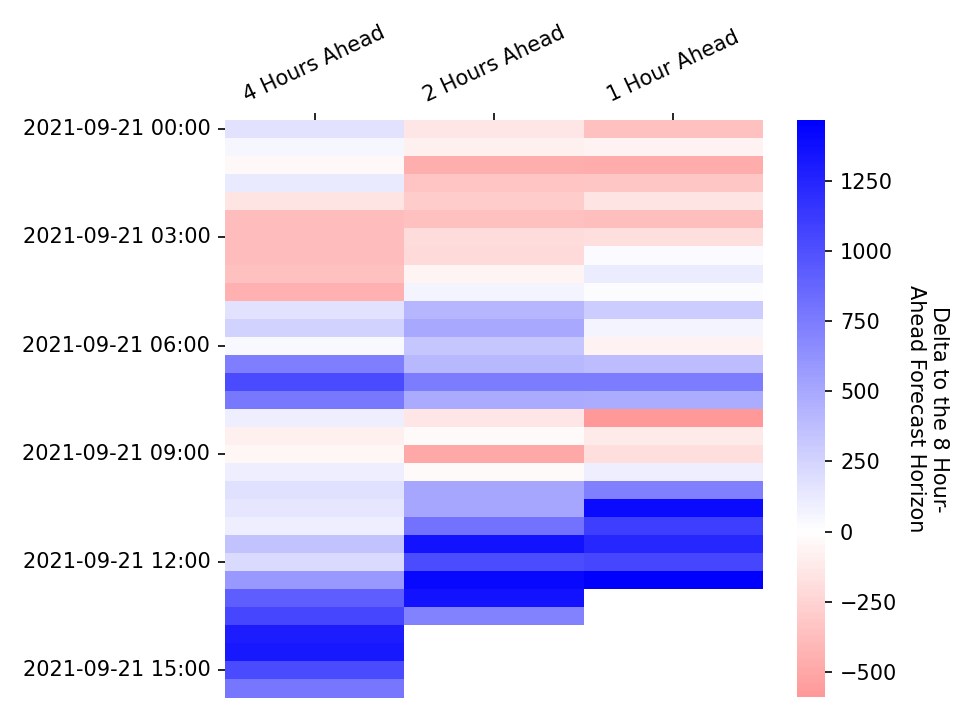 4 Hours Ahead
2 Hours Ahead
1 Hour Ahead
2021-09-21 00:00
2021-09-21 03:00
2021-09-21 06:00
2021-09-21 09:00
2021-09-21 12:00
2021-09-21 15:00
1250
1000
750
500
250
0
−250
−500
Delta to the 8 Hour-
Ahead Forecast Horizon